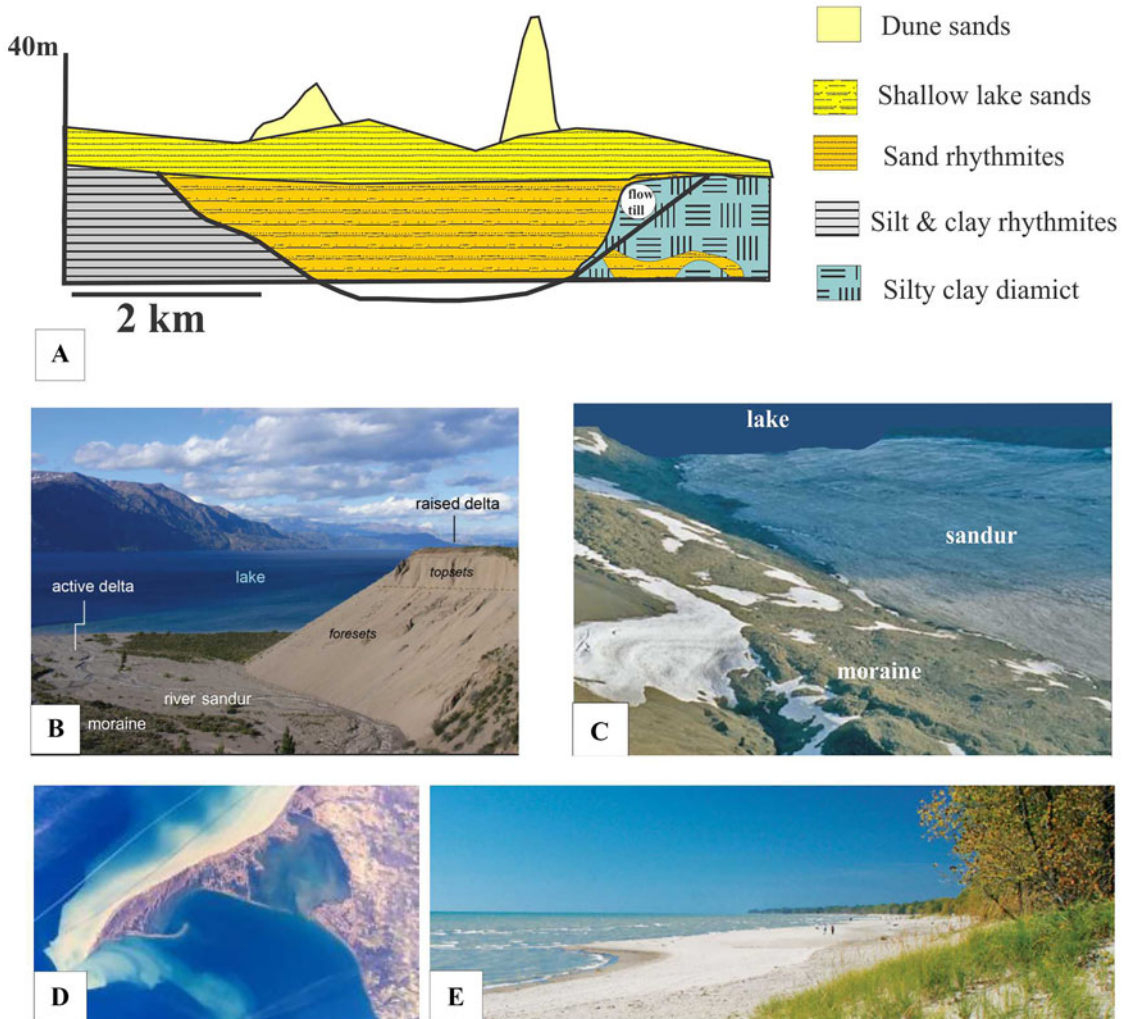 40m
Dune sands
Shallow lake sands
Sand rhythmites
Silt & clay rhythmites
Silty clay diamict
flow
till
2 km
A
raised delta
topsets
lake
active delta
foresets
river sandur
moraine
B
lake
sandur
moraine
C
D
E